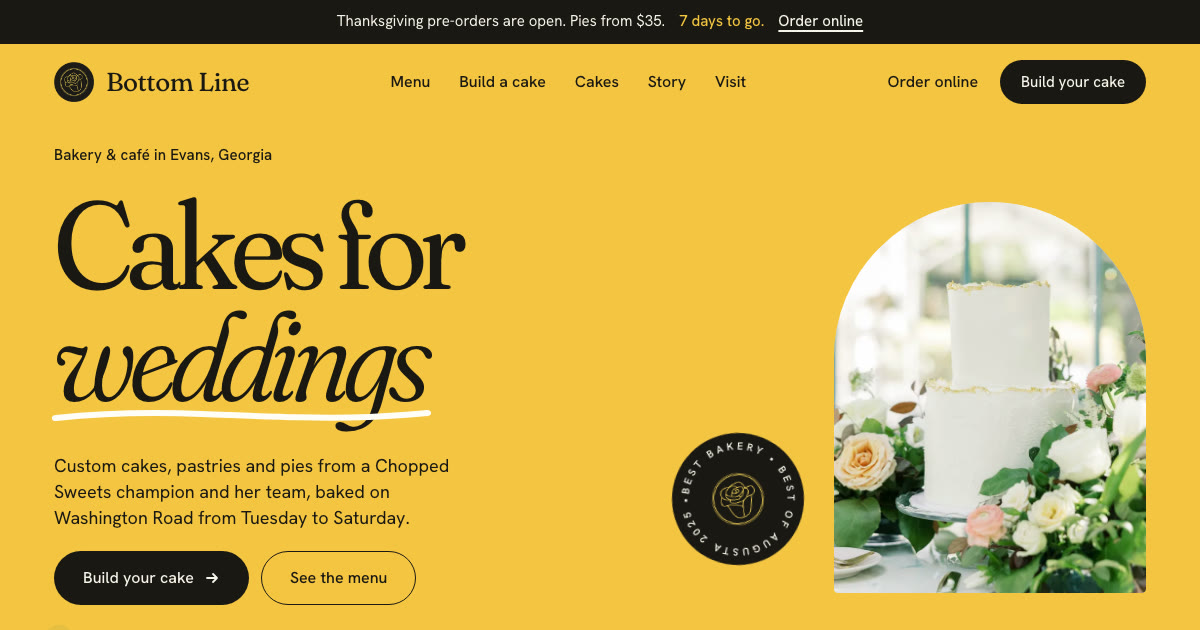 Thanksgiving pre-orders are open. Pies from $35. 7 days to go. Order online
Bottom Line Menu Build a cake Cakes Story Visit Order online Build your cake
Bakery & café in Evans, Georgia
Cakes for
weddings
Custom cakes, pastries and pies from a Chopped
Sweets champion and her team, baked on
Washington Road from Tuesday to Saturday.
BEST BAKERY • BEST OF AUGUSTA 2025 •
Build your cake → See the menu